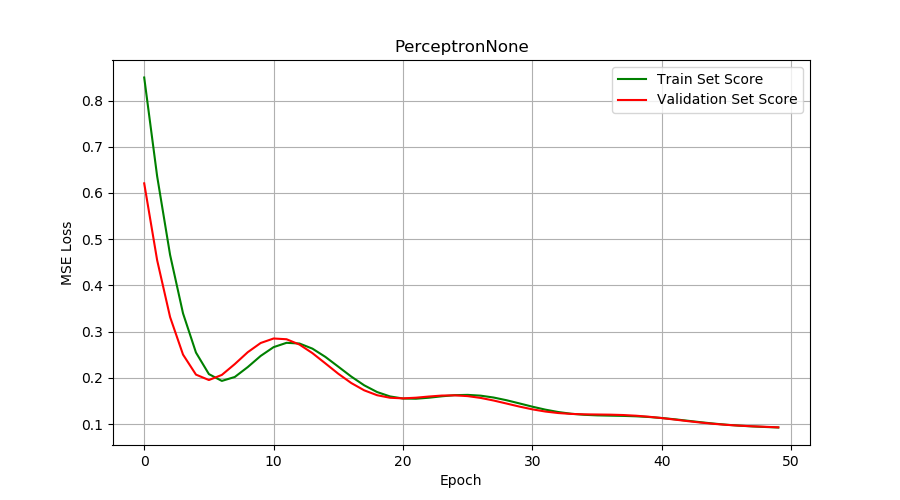 PerceptronNone
Train Set Score
Validation Set Score
0.8
0.7
0.6
0.5
0.4
0.3
0.2
0.1
MSE Loss
0 10 20 30 40 50
Epoch